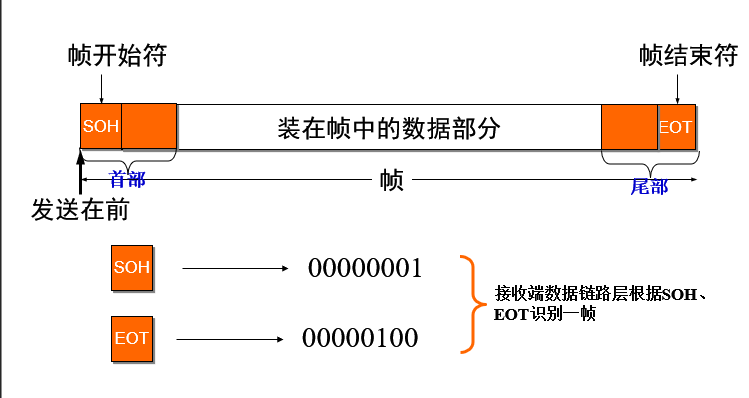 帧开始符
帧结束符
SOH
装在帧中的数据部分
EOT
首部
帧
尾部
发送在前
SOH
00000001
接收端数据链路层根据SOH、
EOT识别一帧
EOT
00000100